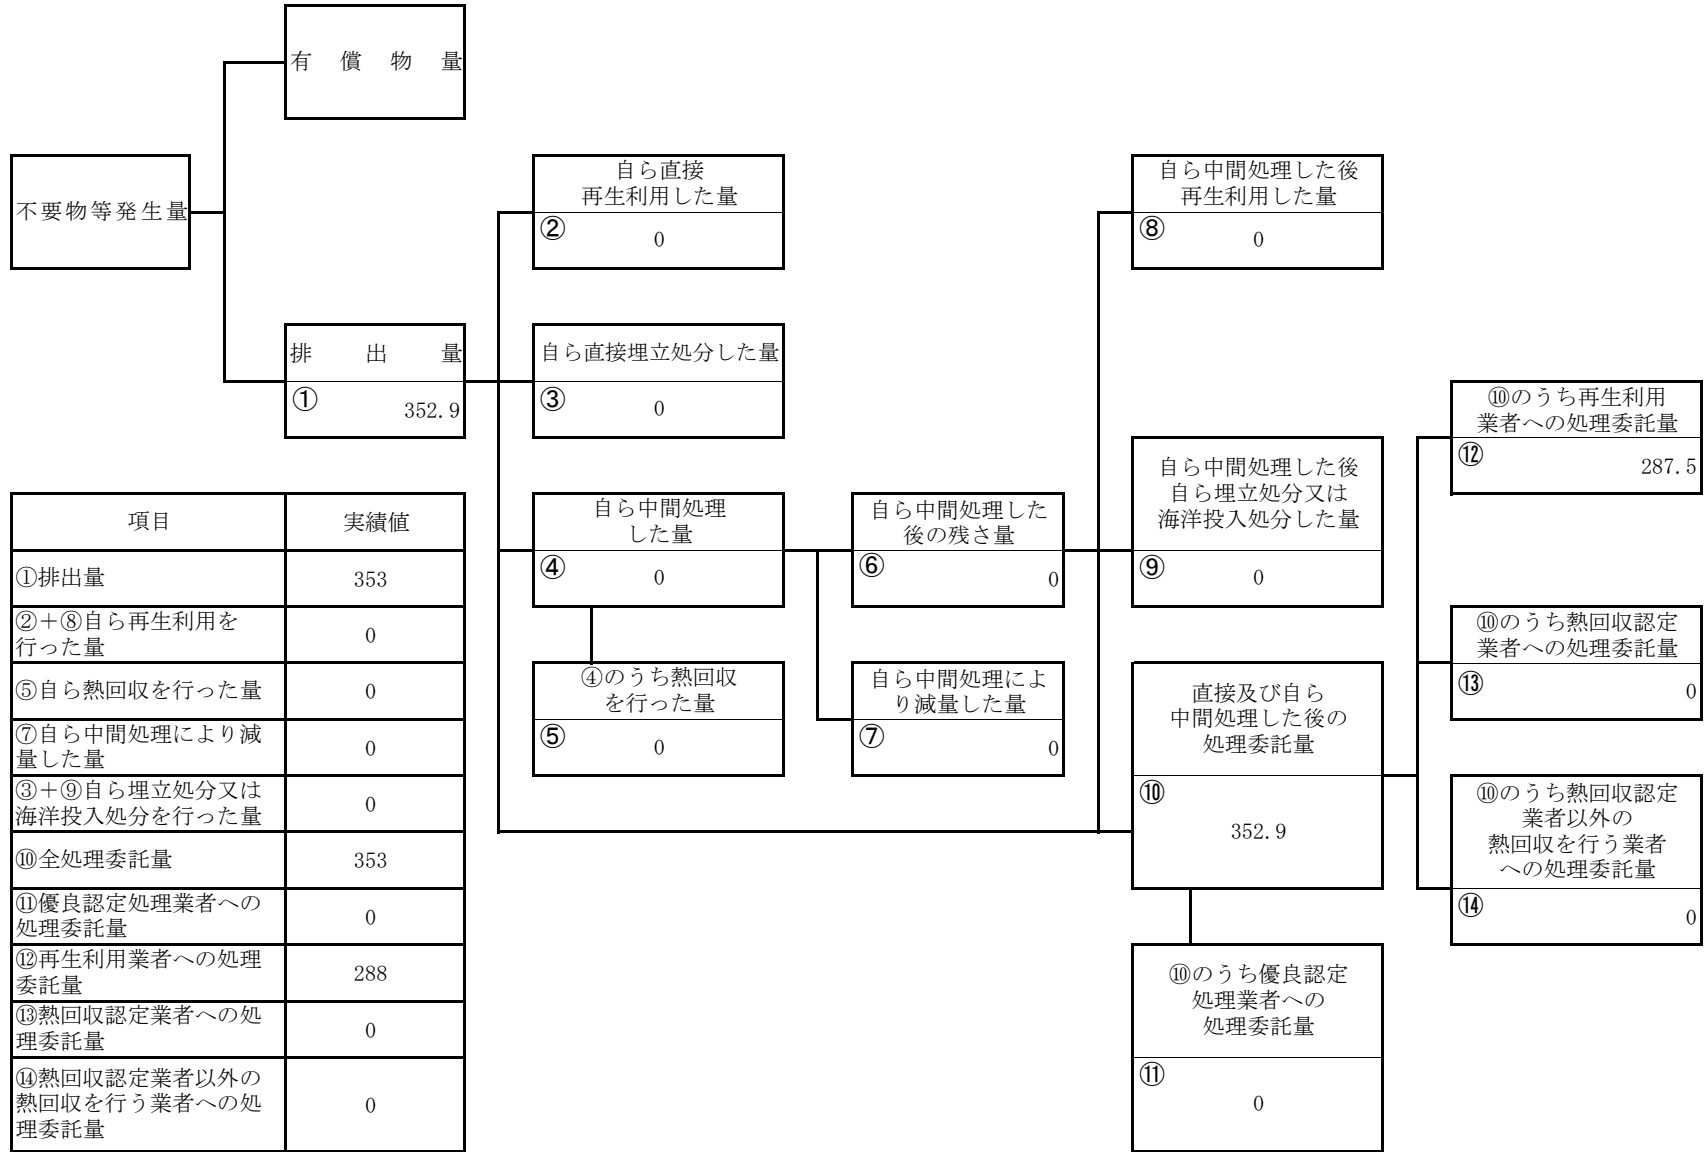 有償物量
不要物等発生量
排出量
①
352.9
自ら直接
再生利用した量
②
0
自ら直接埋立処分した量
③
0
自ら中間処理
した量
④
0
④のうち熱回収
を行った量
⑤
0
自ら中間処理した
後の残さ量
⑥
0
自ら中間処理によ
り減量した量
⑦
0
自ら中間処理した後
再生利用した量
⑧
0
自ら中間処理した後
自ら埋立処分又は
海洋投入処分した量
⑨
0
直接及び自ら
中間処理した後の
処理委託量
⑩
352.9
⑩のうち優良認定
処理業者への
処理委託量
⑪
0
⑩のうち再生利用
業者への処理委託量
⑫
287.5
⑩のうち熱回収認定
業者への処理委託量
⑬
0
⑩のうち熱回収認定
業者以外の
熱回収を行う業者
への処理委託量
⑭
0
項目 実績値
①排出量 353
②＋⑧自ら再生利用を
行った量 0
⑤自ら熱回収を行った量 0
⑦自ら中間処理により減
量した量 0
③＋⑨自ら埋立処分又は
海洋投入処分を行った量 0
⑩全処理委託量 353
⑪優良認定処理業者への
処理委託量 0
⑫再生利用業者への処理
委託量 288
⑬熱回収認定業者への処
理委託量 0
⑭熱回収認定業者以外の
熱回収を行う業者への処
理委託量 0